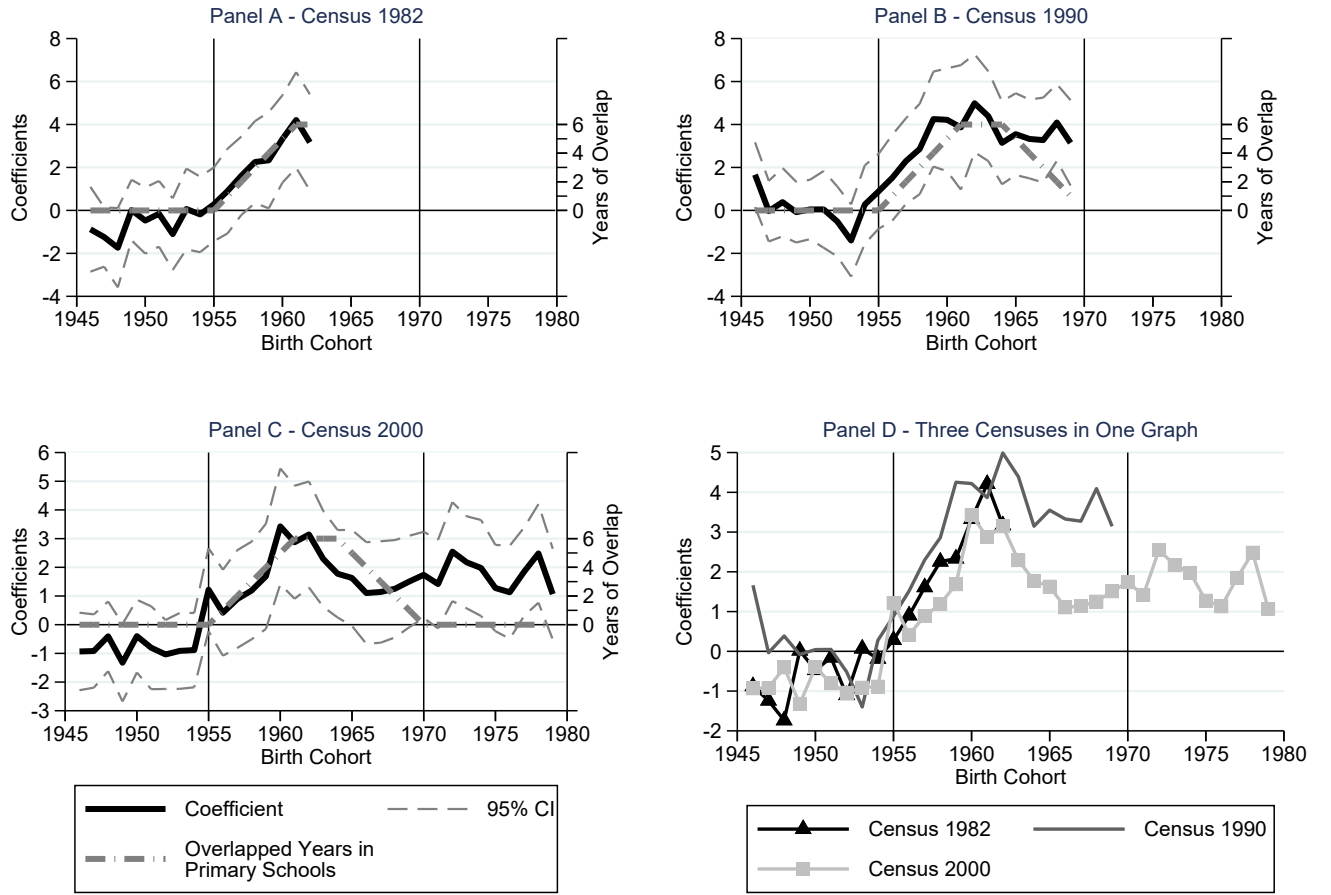 Panel A - Census 1982
8
6
4
2
0
-2
-4
Coefficients
6
4
2
0
Years of Overlap
1945 1950 1955 1960 1965 1970 1975 1980
Birth Cohort
Panel B - Census 1990
8
6
4
2
0
-2
-4
Coefficients
6
4
2
0
Years of Overlap
1945 1950 1955 1960 1965 1970 1975 1980
Birth Cohort
Panel C - Census 2000
6
5
4
3
2
1
0
-1
-2
-3
Coefficients
6
4
2
0
Years of Overlap
1945 1950 1955 1960 1965 1970 1975 1980
Birth Cohort
Coefficient 95% CI
Overlapped Years in
Primary Schools
Panel D - Three Censuses in One Graph
5
4
3
2
1
0
-1
-2
Coefficients
1945 1950 1955 1960 1965 1970 1975 1980
Birth Cohort
Census 1982 Census 1990
Census 2000